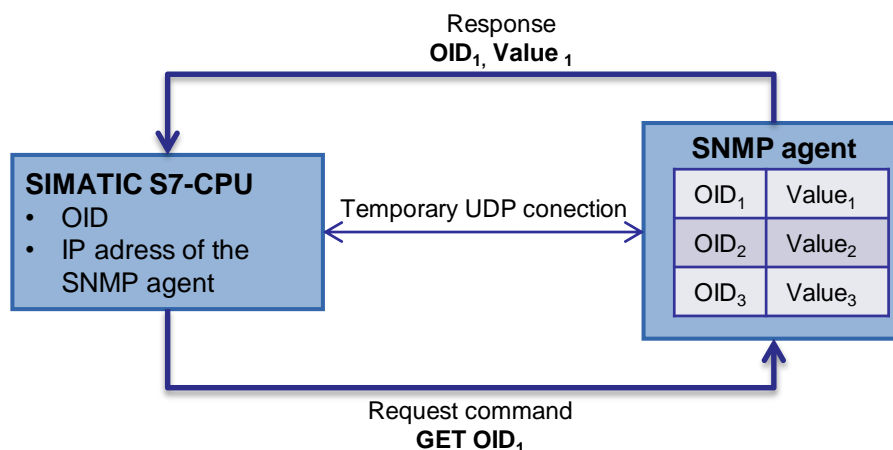 Response
OID₁, Value ₁
SIMATIC S7-CPU
• OID
• IP adress of the
SNMP agent
Temporary UDP conection
SNMP agent
OID₁ Value₁
OID₂ Value₂
OID₃ Value₃
Request command
GET OID₁